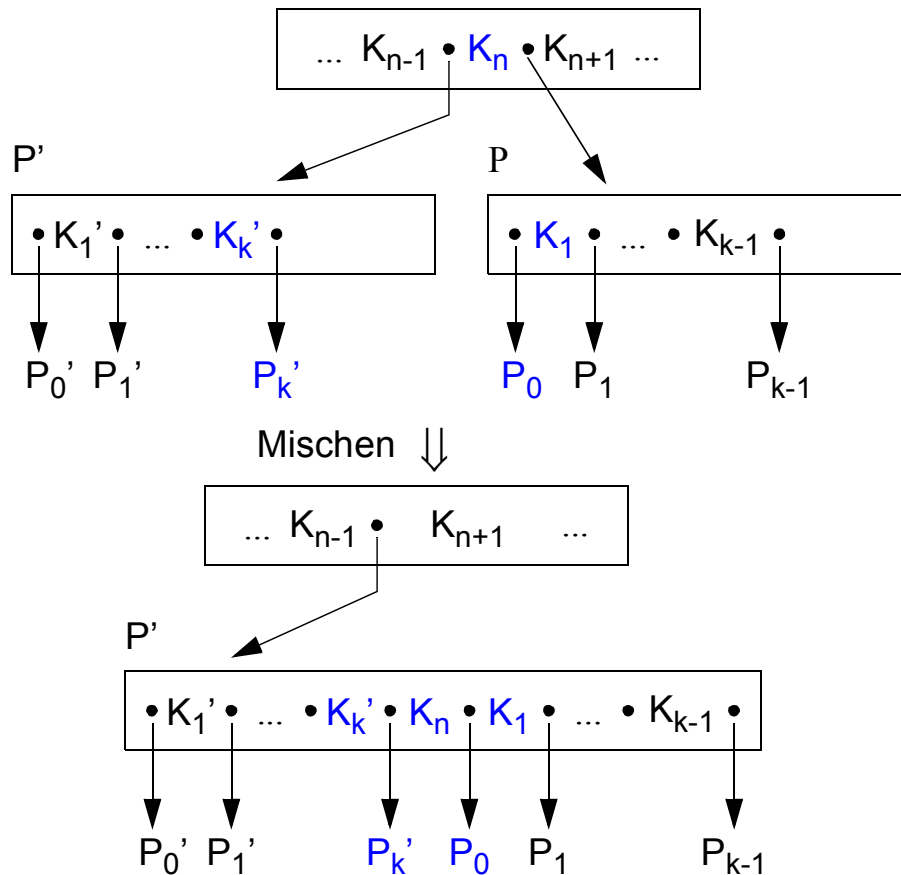 ... Kₙ₋₁ • Kₙ • Kₙ₊₁ ...
P’ P
• K₁’ • ... • Kₖ’ • • K₁ • ... • Kₖ₋₁ •
P₀’ P₁’ Pₖ’ P₀ P₁ Pₖ₋₁
Mischen ⇓
... Kₙ₋₁ • Kₙ₊₁ ...
P’
• K₁’ • ... • Kₖ’ • Kₙ • K₁ • ... • Kₖ₋₁ •
P₀’ P₁’ Pₖ’ P₀ P₁ Pₖ₋₁